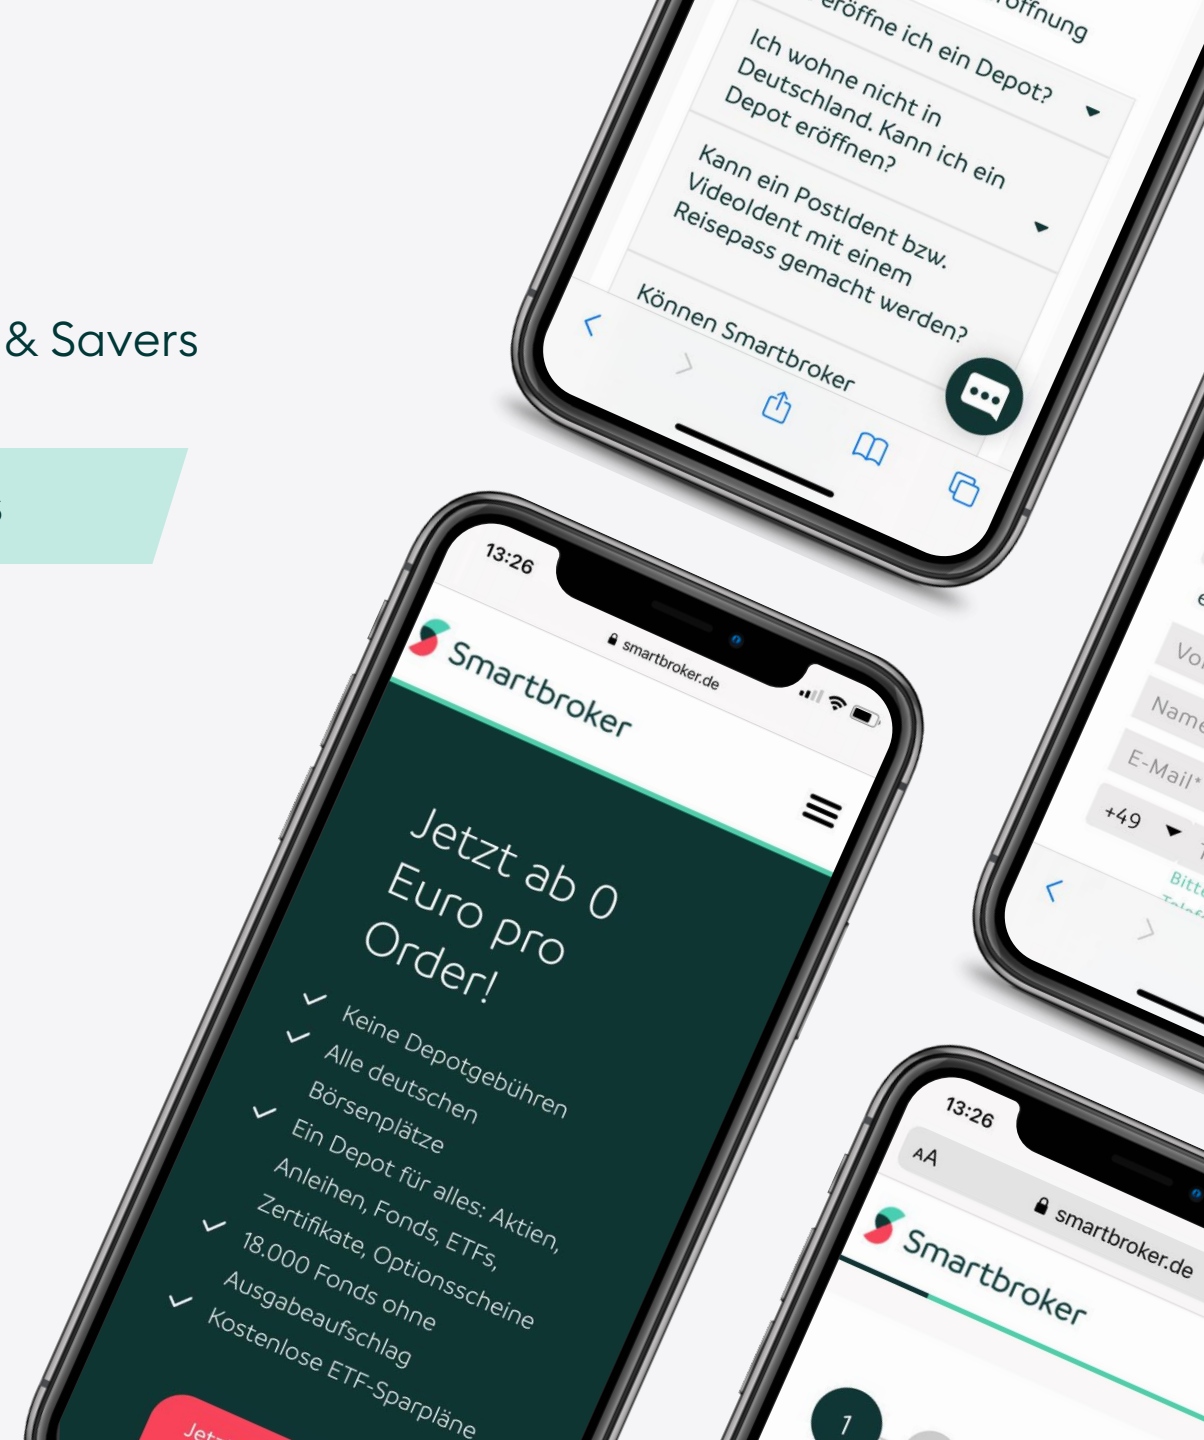 & Savers
eröffne ich ein Depot?
Ich wohne nicht in
Deutschland. Kann ich ein
Depot eröffnen?
Kann ein PostIdent bzw.
VideoIdent mit einem
Reisepass gemacht werden?
Können Smartbroker
13:26
smartbroker.de
Smartbroker
Jetzt ab 0
Euro pro
Order!
Keine Depotgebühren
Alle deutschen
Börsenplätze
Ein Depot für alles: Aktien,
Anleihen, Fonds, ETFs,
Zertifikate, Optionsscheine
18.000 Fonds ohne
Ausgabeaufschlag
Kostenlose ETF-Sparpläne
Name
E-Mail*
+49
13:26
AA
smartbroker.de
Smartbroker
1